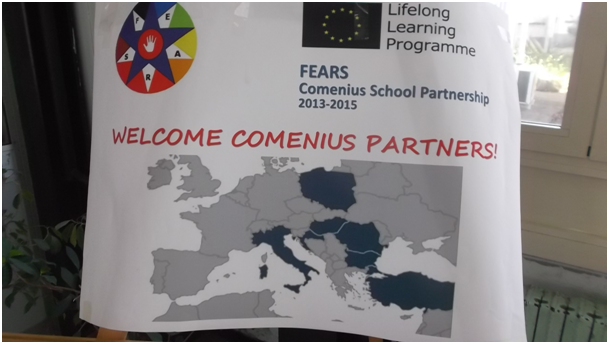 F
E
A
R
S
Lifelong
Learning
Programme
FEARS
Comenius School Partnership
2013-2015
WELCOME COMENIUS PARTNERS!